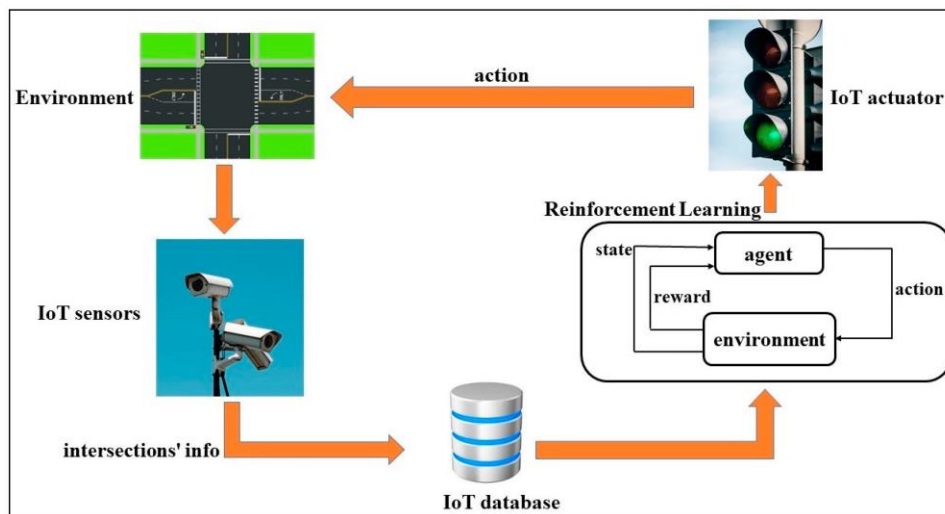 action
Environment
IoT actuator
Reinforcement Learning
state
agent
reward
action
environment
IoT sensors
intersections' info
IoT database